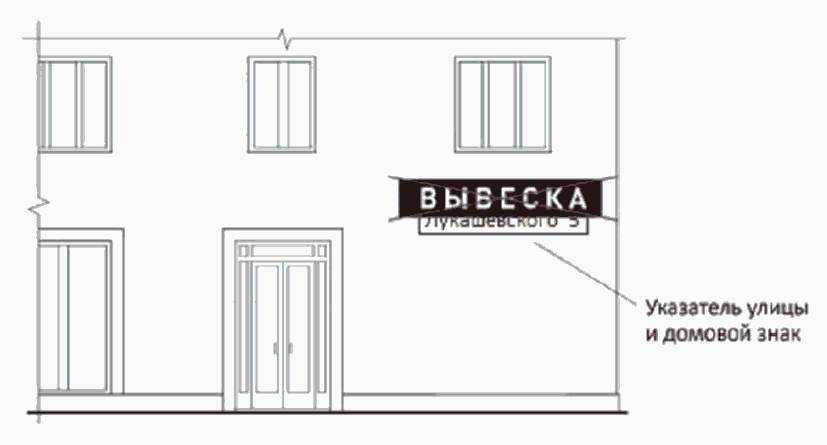 ВЫВЕСКА
Лукашевского 5
Указатель улицы
и домовой знак